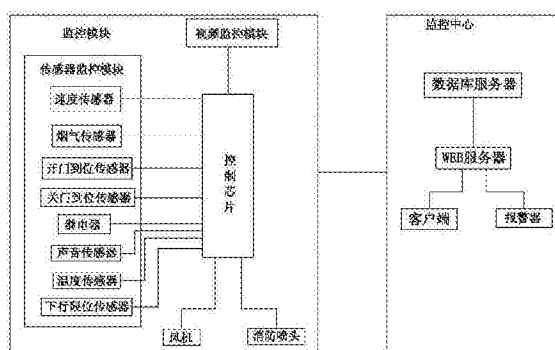 监控模块
视频监控模块
传感器监控模块
速度传感器
烟气传感器
开门到位传感器
关门到位传感器
继电器
声音传感器
温度传感器
下行限位传感器
控制芯片
风机
消防喷头
监控中心
数据库服务器
WEB服务器
客户端
报警器